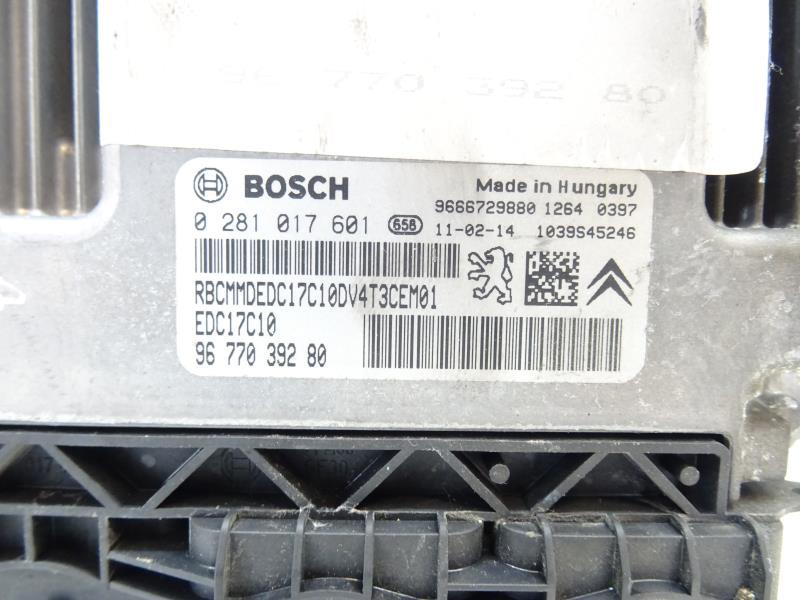 96 770 392 80
BOSCH
Made in Hungary
9666729880 1264 0397
0 281 017 601 656 11-02-14 1039S45246
RBCMMDEDC17C10DV4T3CEM01
EDC17C10
96 770 392 80